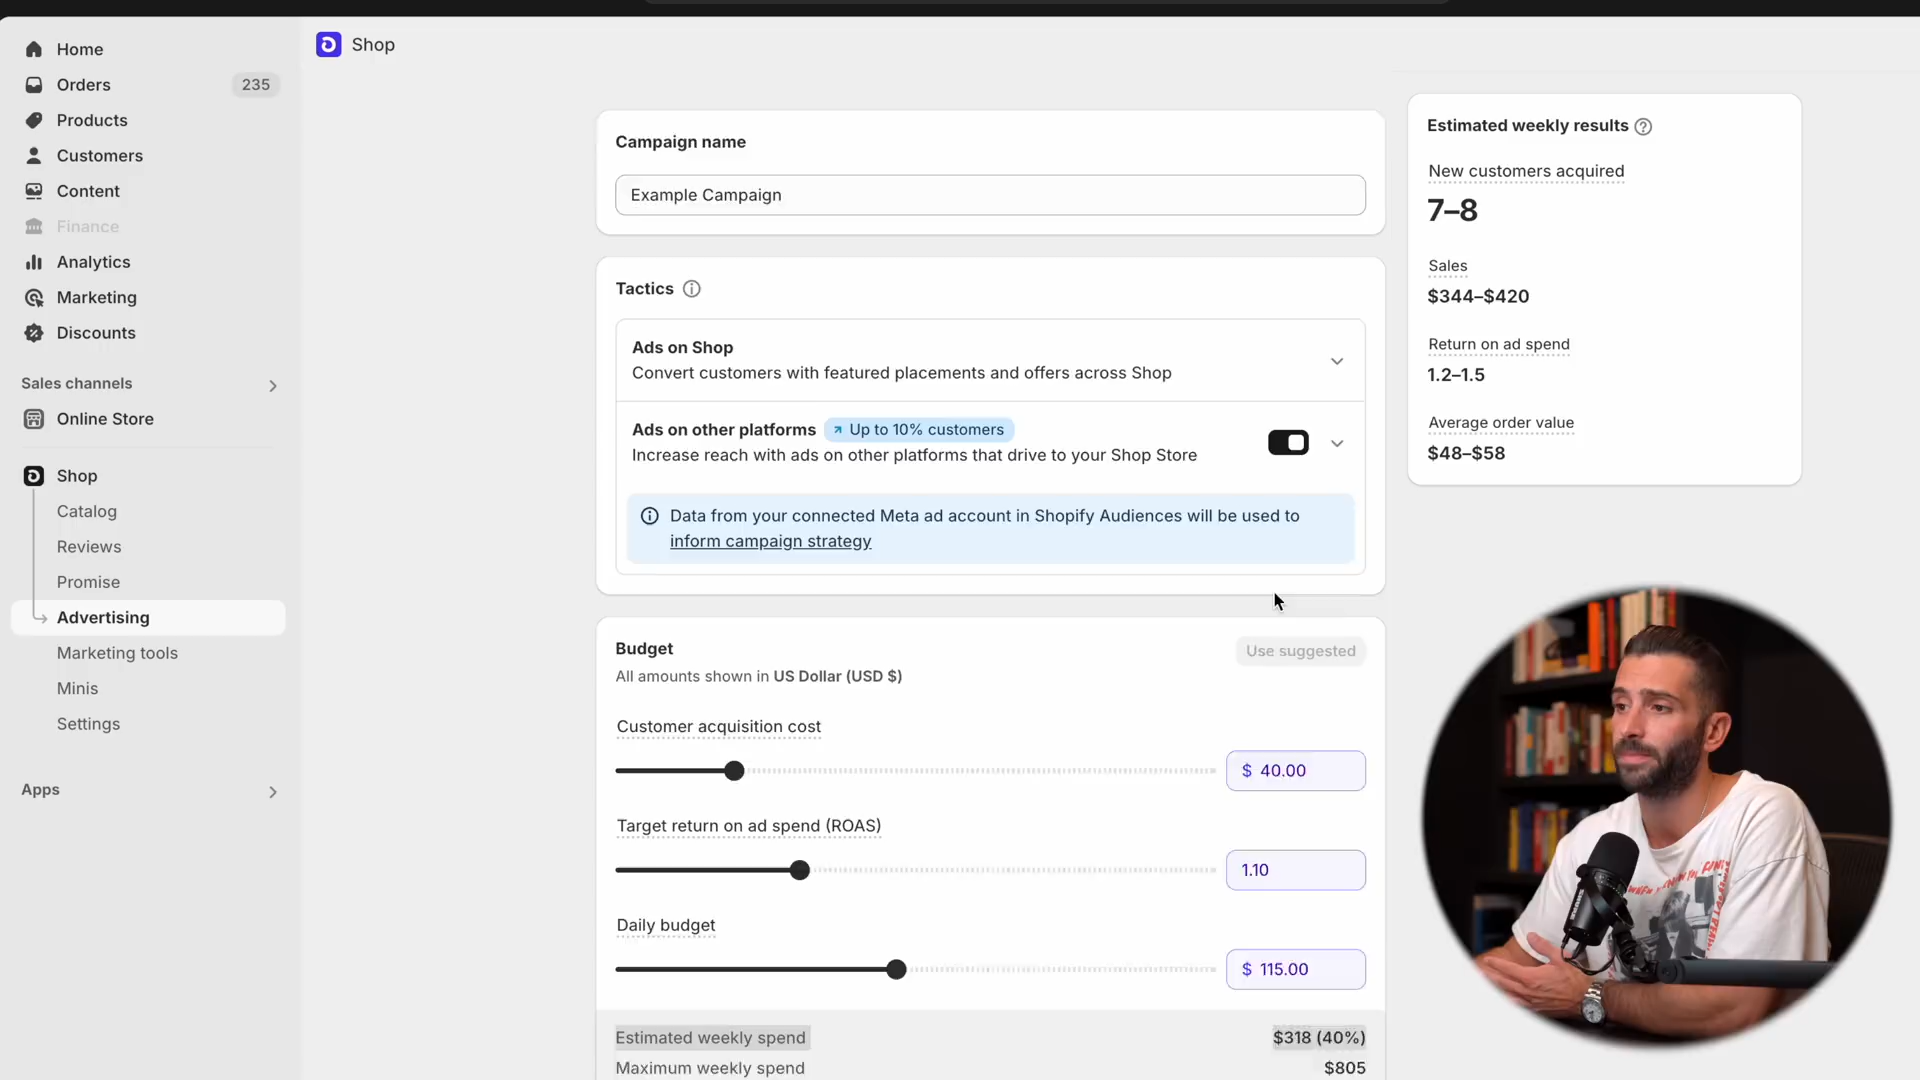 Home
Orders
235
Products
Customers
Content
Finance
Analytics
Marketing
Discounts
Sales channels
Online Store
Shop
Catalog
Reviews
Promise
Advertising
Marketing tools
Minis
Settings
Apps
Shop
Campaign name
Example Campaign
Tactics
Ads on Shop
Convert customers with featured placements and offers across Shop
Ads on other platforms
Up to 10% customers
Increase reach with ads on other platforms that drive to your Shop Store
Data from your connected Meta ad account in Shopify Audiences will be used to
inform campaign strategy
Budget
Use suggested
All amounts shown in US Dollar (USD $)
Customer acquisition cost
$ 40.00
Target return on ad spend (ROAS)
1.10
Daily budget
$ 115.00
Estimated weekly spend
$318 (40%)
Maximum weekly spend
$805
Estimated weekly results
New customers acquired
7–8
Sales
$344–$420
Return on ad spend
1.2–1.5
Average order value
$48–$58